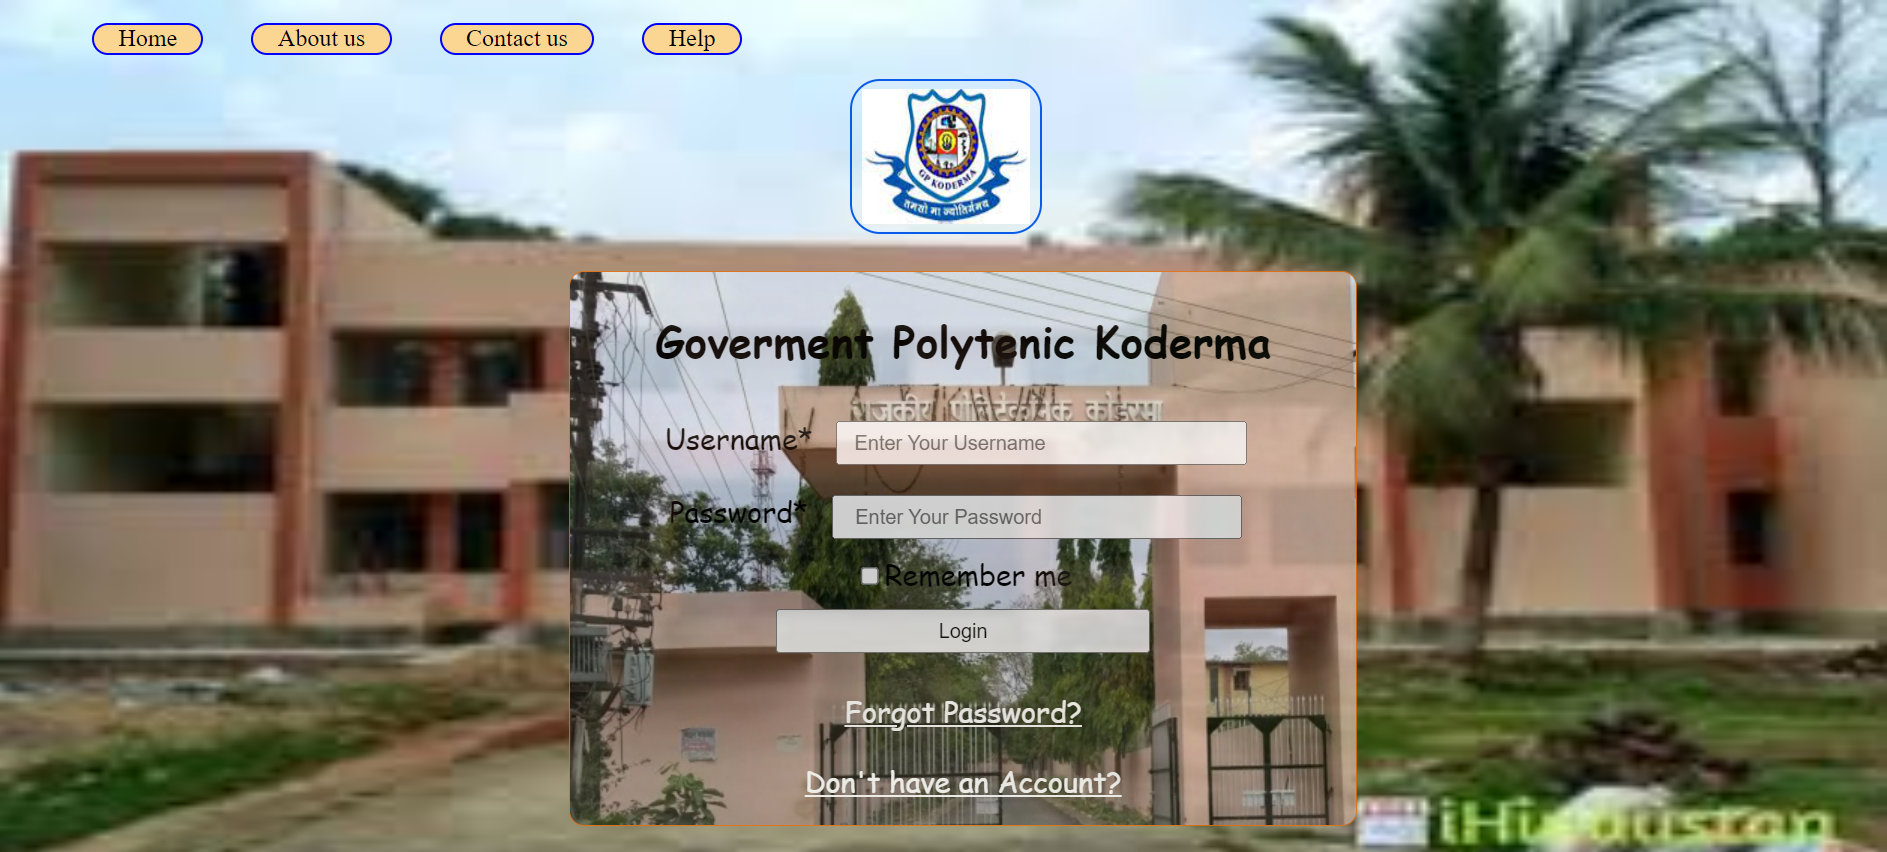 Home About us Contact us Help
GP KODERMA
तमसो मा ज्योतिर्गमय
Goverment Polytenic Koderma
राजकीय पॉलिटेकनिक कोडरमा
Username* Enter Your Username
Password* Enter Your Password
Remember me
Login
Forgot Password?
Don't have an Account?
iHindustan